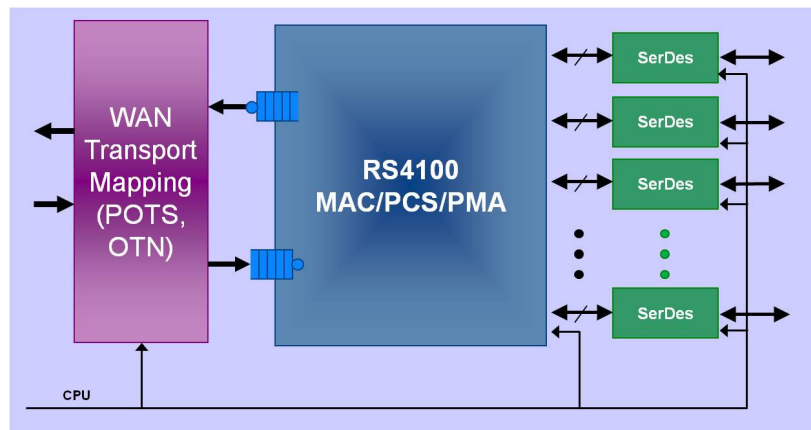 WAN
Transport
Mapping
(POTS,
OTN)
RS4100
MAC/PCS/PMA
SerDes
SerDes
SerDes
SerDes
CPU